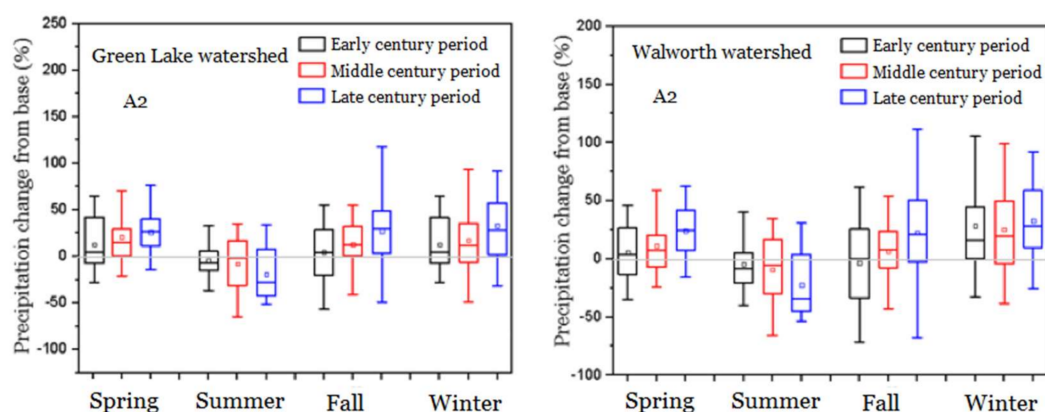 Precipitation change from base (%)
250
200
150
100
50
0
-50
-100
Green Lake watershed
A2
Early century period
Middle century period
Late century period
Spring
Summer
Fall
Winter
Precipitation change from base (%)
200
150
100
50
0
-50
-100
Walworth watershed
A2
Early century period
Middle century period
Late century period
Spring
Summer
Fall
Winter